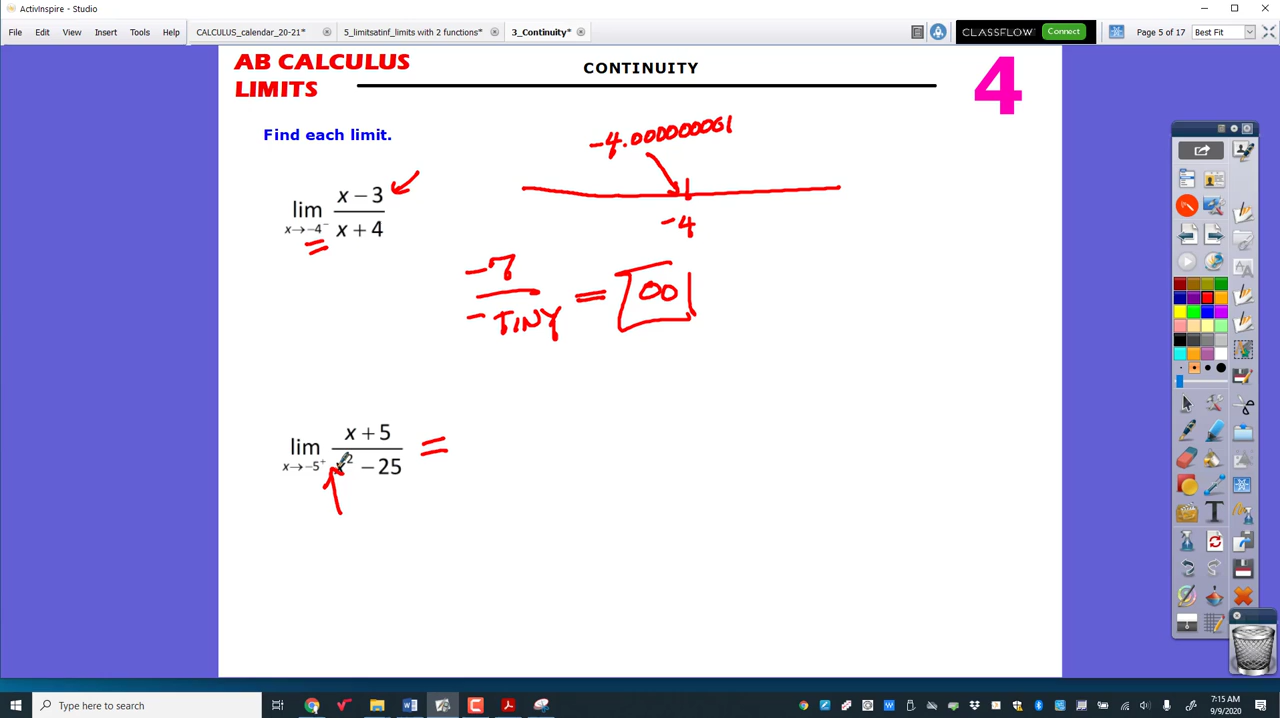 ActivInspire - Studio
File Edit View Insert Tools Help CALCULUS_calendar_20-21* 5_limitsatinf_limits with 2 functions* 3_Continuity* CLASSFLOW Connect Page 5 of 17 Best Fit
AB CALCULUS
LIMITS
CONTINUITY
4
Find each limit.
-4.000000001
lim x→-4⁻ (x − 3)/(x + 4)
-4
-7 / -TINY = ∞
lim x→-5⁺ (x + 5)/(x² − 25) =
Type here to search
7:15 AM
9/9/2020